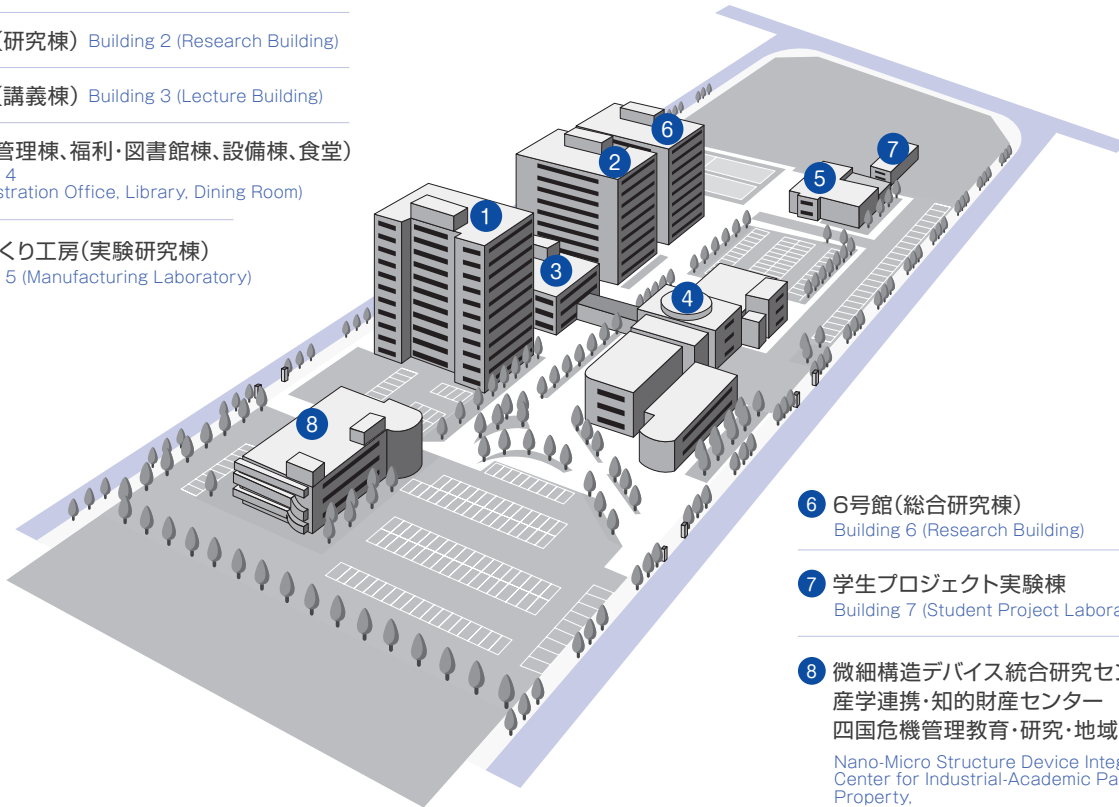 (研究棟) Building 2 (Research Building)
(講義棟) Building 3 (Lecture Building)
管理棟、福利・図書館棟、設備棟、食堂)
4
stration Office, Library, Dining Room)
くり工房(実験研究棟)
5 (Manufacturing Laboratory)
1
2
3
4
5
6
7
8
6 6号館(総合研究棟)
Building 6 (Research Building)
7 学生プロジェクト実験棟
Building 7 (Student Project Labora
8 微細構造デバイス統合研究セン
産学連携・知的財産センター
四国危機管理教育・研究・地域
Nano-Micro Structure Device Integ
Center for Industrial-Academic Pa
Property,